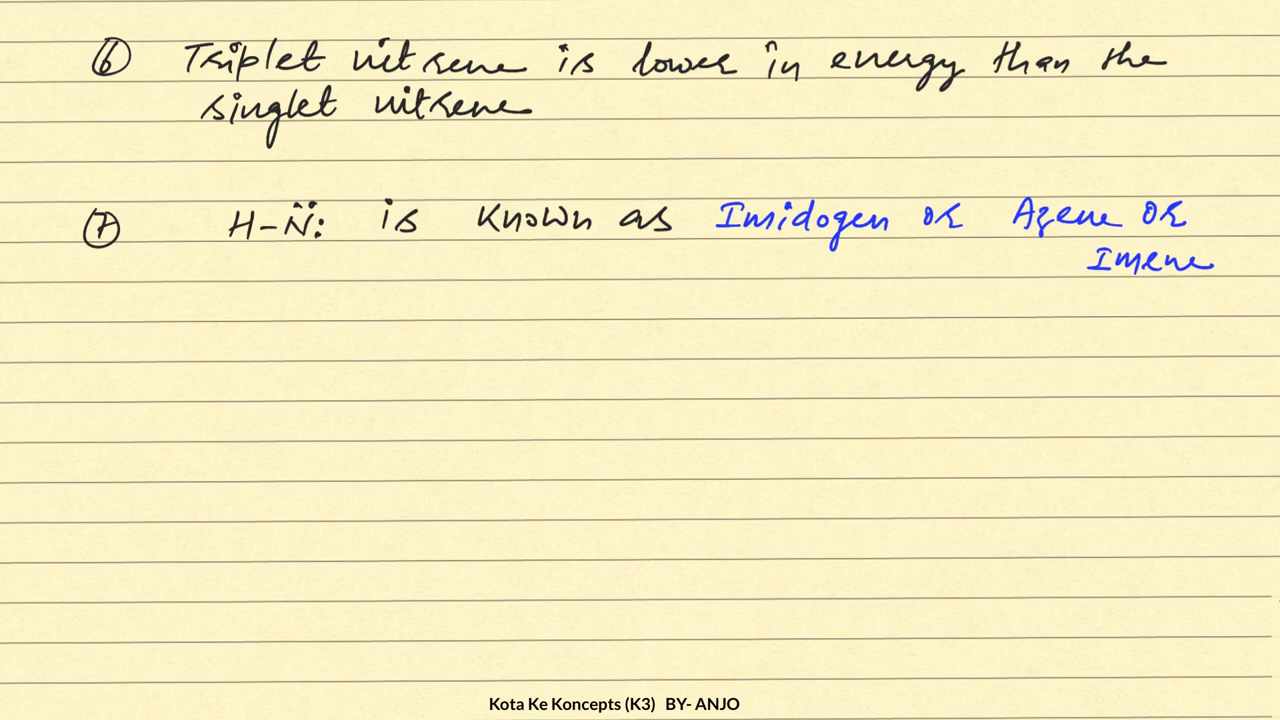 ⑥ Triplet nitrene is lower in energy than the
singlet nitrene
⑦ H-N̈: is known as Imidogen or Azene or
Imene
Kota Ke Koncepts (K3) BY- ANJO